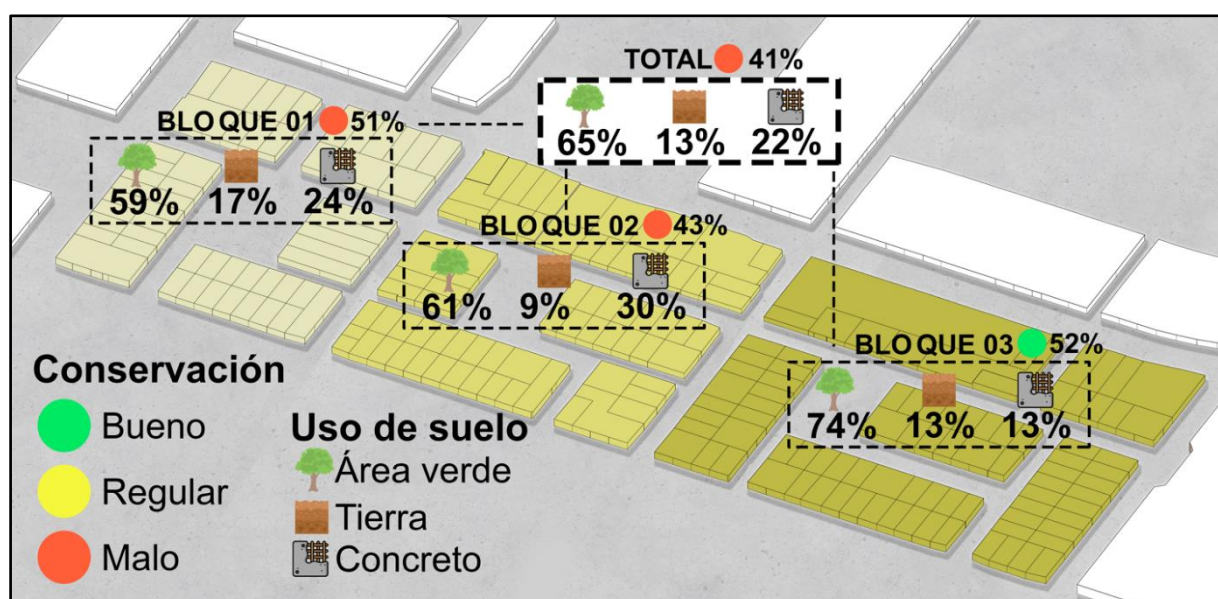 TOTAL 41%
65% 13% 22%
BLOQUE 01 51%
59% 17% 24%
BLOQUE 02 43%
61% 9% 30%
BLOQUE 03 52%
74% 13% 13%
Conservación
Bueno
Regular
Malo
Uso de suelo
Área verde
Tierra
Concreto